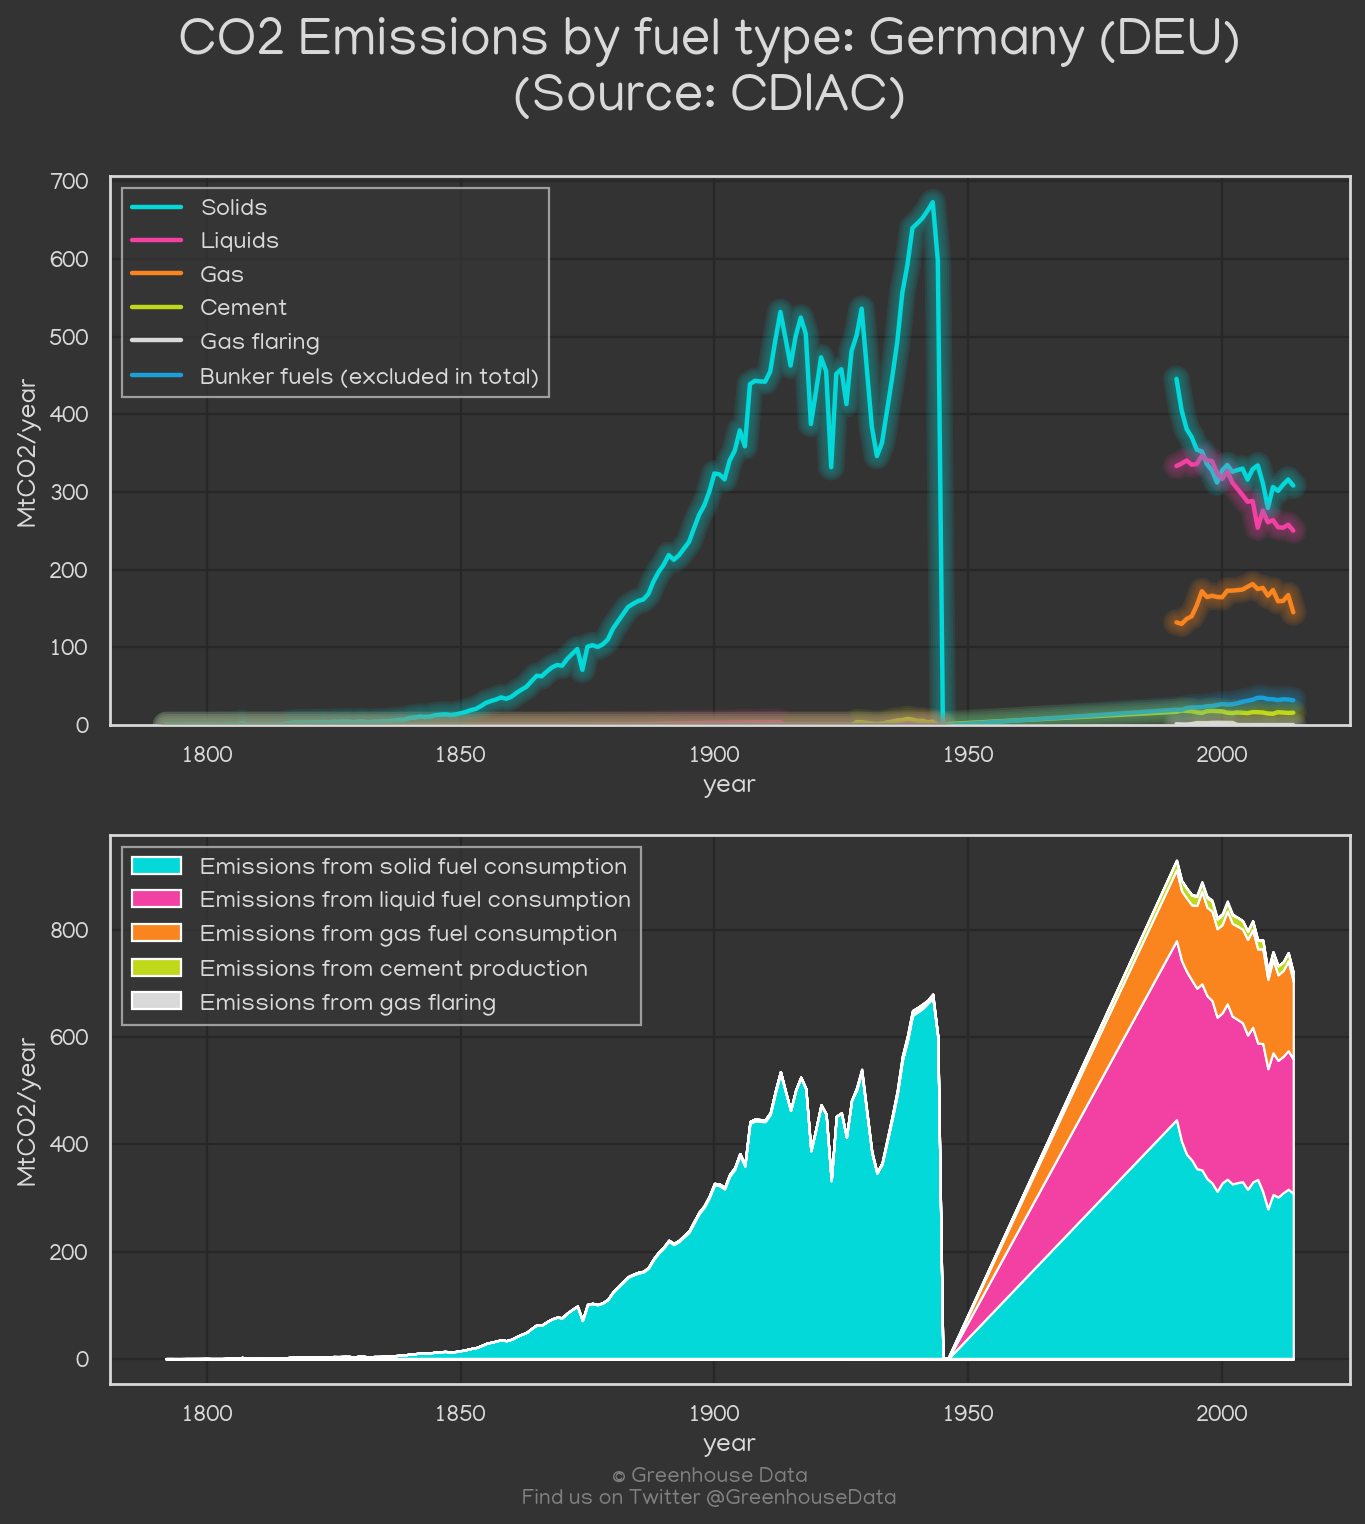 CO2 Emissions by fuel type: Germany (DEU)
(Source: CDIAC)
700
600
500
400
300
200
100
0
MtCO2/year
Solids
Liquids
Gas
Cement
Gas flaring
Bunker fuels (excluded in total)
1800
1850
1900
1950
2000
year
800
600
400
200
0
MtCO2/year
Emissions from solid fuel consumption
Emissions from liquid fuel consumption
Emissions from gas fuel consumption
Emissions from cement production
Emissions from gas flaring
1800
1850
1900
1950
2000
year
© Greenhouse Data
Find us on Twitter @GreenhouseData